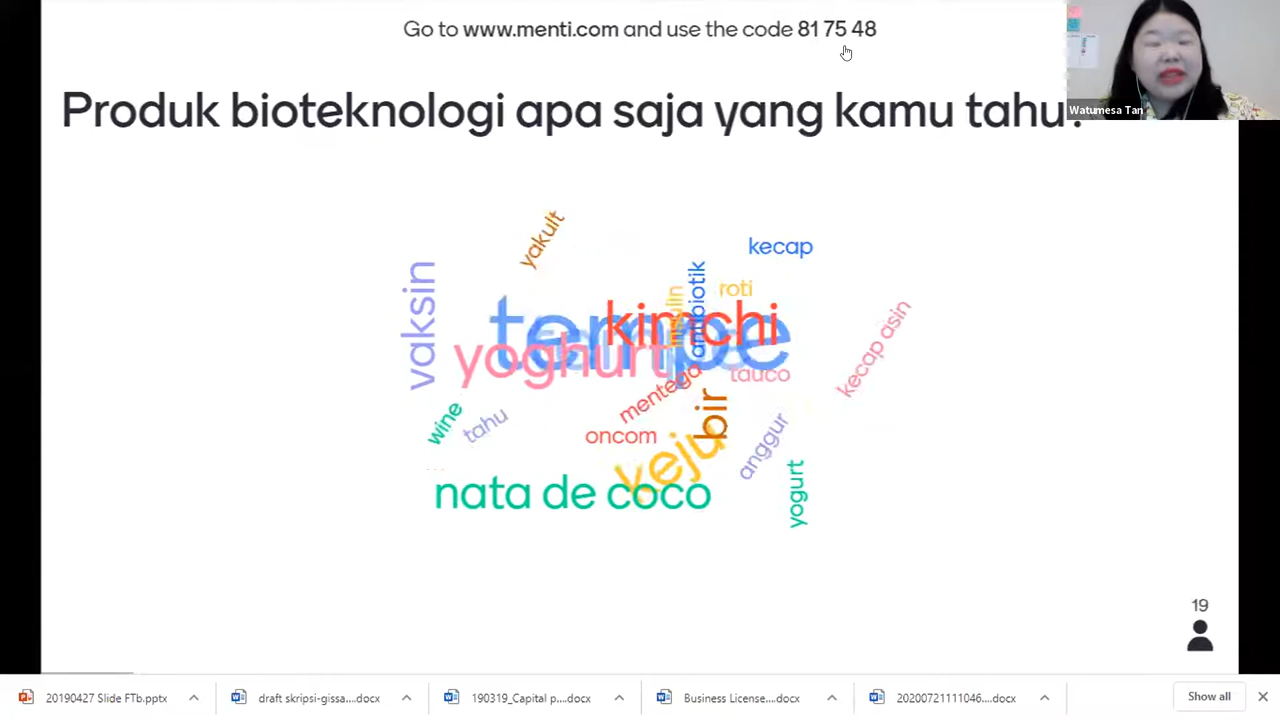 Go to www.menti.com and use the code 81 75 48
Watumesa Tan
Produk bioteknologi apa saja yang kamu tahu?
yakult
kecap
vaksin
insulin
antibiotik
roti
tempe
kimchi
yoghurt
kecap asin
tauco
mentega
bir
wine
tahu
oncom
keju
anggur
nata de coco
yogurt
19
20190427 Slide FTb.pptx
draft skripsi-gissa....docx
190319_Capital p....docx
Business License....docx
20200721111046....docx
Show all